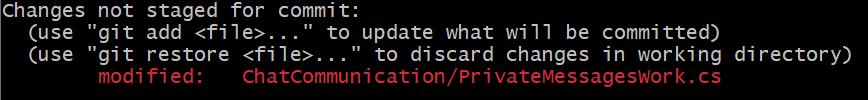 Changes not staged for commit:
  (use "git add <file>..." to update what will be committed)
  (use "git restore <file>..." to discard changes in working directory)
        modified:   ChatCommunication/PrivateMessagesWork.cs